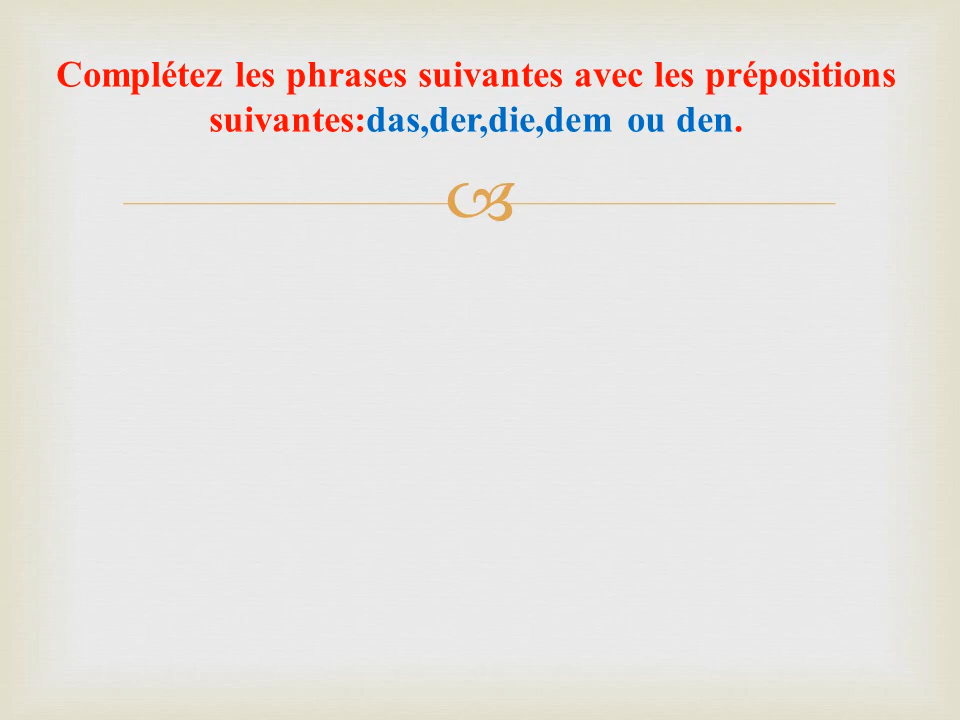 Complétez les phrases suivantes avec les prépositions
suivantes:das,der,die,dem ou den.